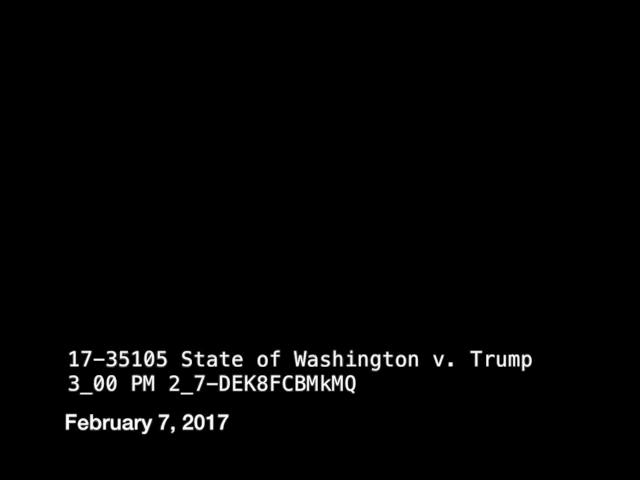 17-35105 State of Washington v. Trump
3_00 PM 2_7-DEK8FCBMkMQ
February 7, 2017